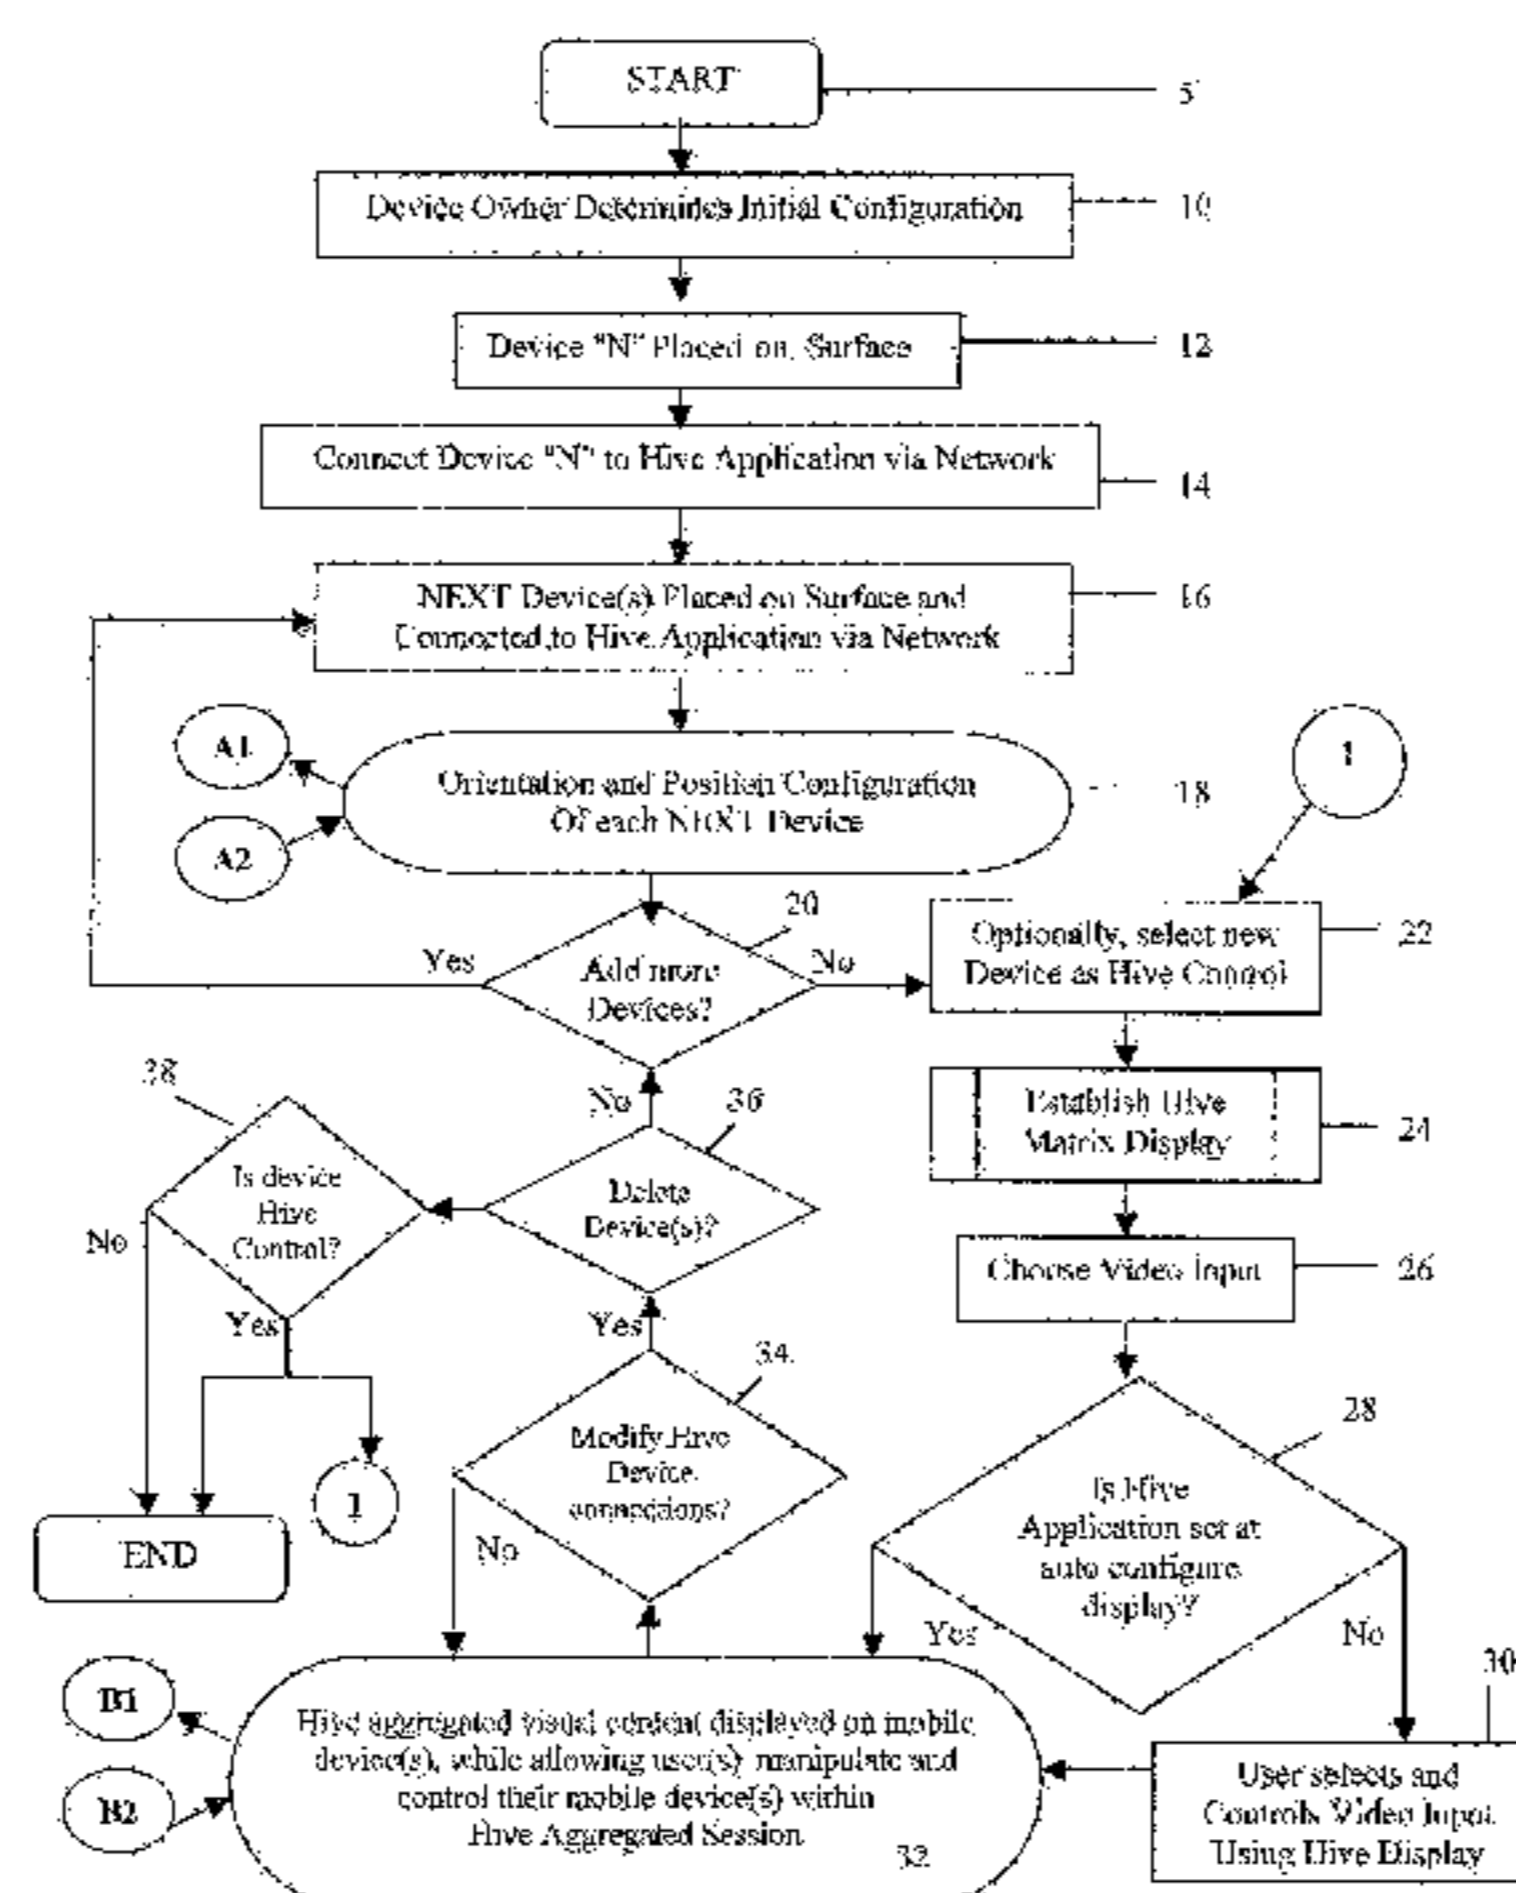 START
5
Device Owner Determines Initial Configuration
10
Device "N" Placed on Surface
12
Connect Device "N" to Hive Application via Network
14
NEXT Device(s) Placed on Surface and
Connected to Hive Application via Network
16
A1
Orientation and Position Configuration
Of each NEXT Device
18
1
A2
20
Yes
Add more
Devices?
No
Optionally, select new
Device as Hive Control
22
38
No
36
Establish Hive
Matrix Display
24
Is device
Hive
Control?
Delete
Device(s)?
No
Choose Video Input
26
Yes
Yes
34
28
Modify Hive
Device
connections?
Is Hive
Application set at
auto configure
display?
1
END
No
Yes
No
30
B1
Hive aggregated visual content displayed on mobile
device(s), while allowing user(s) manipulate and
control their mobile device(s) within
Hive Aggregated Session
32
B2
User selects and
Controls Video Input
Using Hive Display